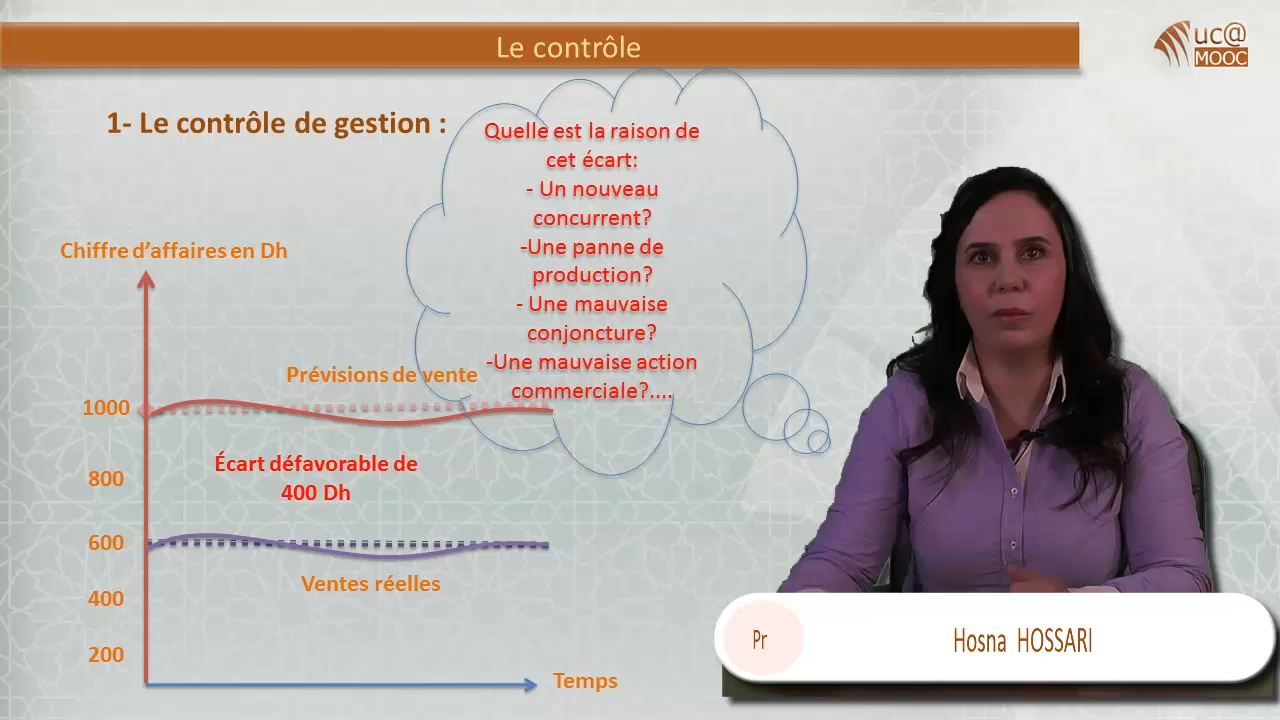 Le contrôle
uc@
MOOC
1- Le contrôle de gestion :
Quelle est la raison de
cet écart:
- Un nouveau
concurrent?
-Une panne de
production?
- Une mauvaise
conjoncture?
-Une mauvaise action
commerciale?....
Chiffre d’affaires en Dh
Prévisions de vente
1000
Écart défavorable de
400 Dh
800
600
Ventes réelles
400
200
Temps
Pr
Hosna HOSSARI